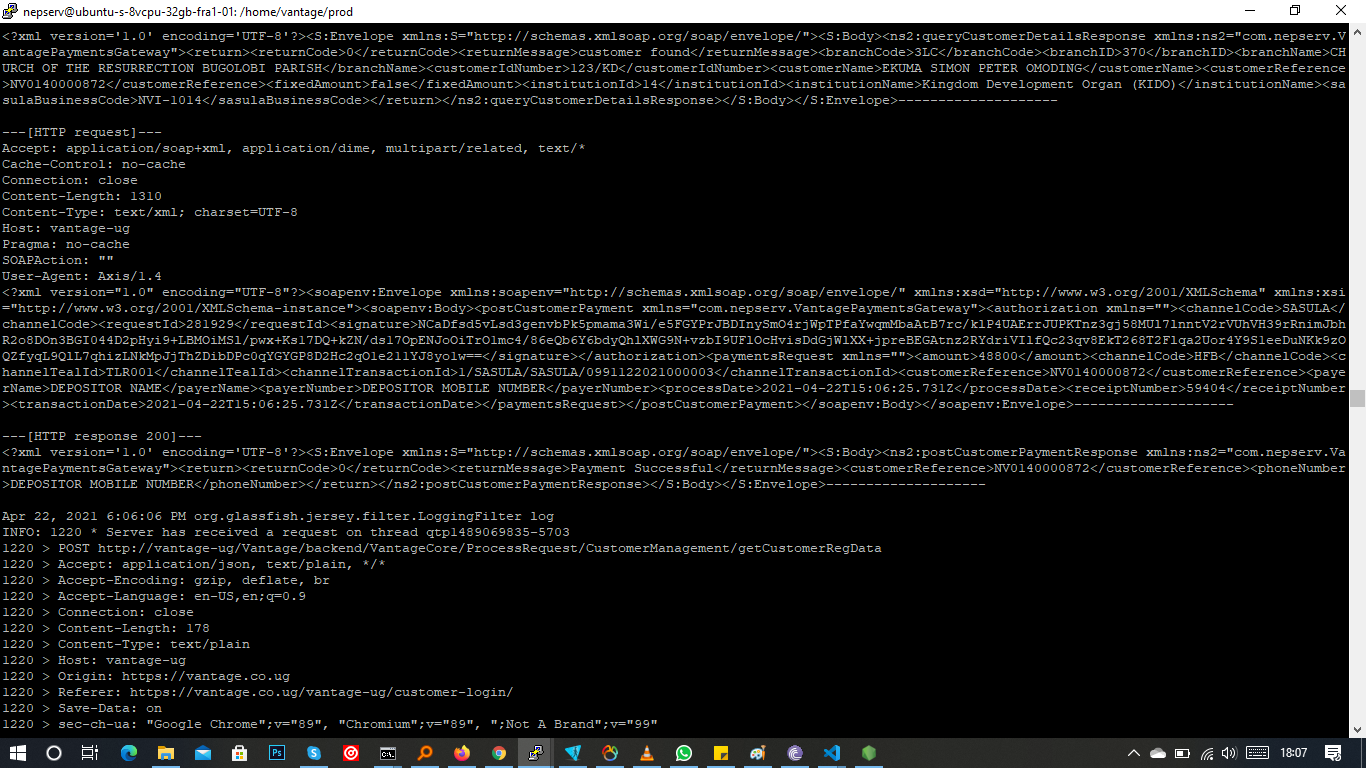 nepserv@ubuntu-s-8vcpu-32gb-fra1-01: /home/vantage/prod
<?xml version='1.0' encoding='UTF-8'?><S:Envelope xmlns:S="http://schemas.xmlsoap.org/soap/envelope/"><S:Body><ns2:queryCustomerDetailsResponse xmlns:ns2="com.nepserv.V
antagePaymentsGateway"><return><returnCode>0</returnCode><returnMessage>customer found</returnMessage><branchCode>3LC</branchCode><branchID>370</branchID><branchName>CH
URCH OF THE RESURRECTION BUGOLOBI PARISH</branchName><customerIdNumber>123/KD</customerIdNumber><customerName>EKUMA SIMON PETER OMODING</customerName><customerReference
>NV0140000872</customerReference><fixedAmount>false</fixedAmount><institutionId>14</institutionId><institutionName>Kingdom Development Organ (KIDO)</institutionName><sa
sulaBusinessCode>NVI-1014</sasulaBusinessCode></return></ns2:queryCustomerDetailsResponse></S:Body></S:Envelope>--------------------
---[HTTP request]---
Accept: application/soap+xml, application/dime, multipart/related, text/*
Cache-Control: no-cache
Connection: close
Content-Length: 1310
Content-Type: text/xml; charset=UTF-8
Host: vantage-ug
Pragma: no-cache
SOAPAction: ""
User-Agent: Axis/1.4
<?xml version="1.0" encoding="UTF-8"?><soapenv:Envelope xmlns:soapenv="http://schemas.xmlsoap.org/soap/envelope/" xmlns:xsd="http://www.w3.org/2001/XMLSchema" xmlns:xsi
="http://www.w3.org/2001/XMLSchema-instance"><soapenv:Body><postCustomerPayment xmlns="com.nepserv.VantagePaymentsGateway"><authorization xmlns=""><channelCode>SASULA</
channelCode><requestId>281929</requestId><signature>NCaDfsd5vLsd3genvbPk5pmama3Wi/e5FGYPrJBDInySmO4rjWpTPfaYwqmMbaAtB7rc/klP4UAErrJUPKTnz3gj58MUl7lnntV2rVUhVH39rRnimJbh
R2o8DOn3BGI044D2pHyi9+LBMOiMSl/pwx+Ks17DQ+kZN/ds17OpENJoOiTrOlmc4/86eQb6Y6bdyQhlXWG9N+vzbI9UFlOcHvisDdGjWlXX+jpreBEGAtnz2RYdriVIlfQc23qv8EkT268T2Flqa2Uor4Y9SleeDuNKk9zO
QZfyqL9QlL7qhizLNkMpJjThZDibDPc0qYGYGP8D2Hc2qO1e211YJ8yo1w==</signature></authorization><paymentsRequest xmlns=""><amount>48800</amount><channelCode>HFB</channelCode><c
hannelTealId>TLR001</channelTealId><channelTransactionId>1/SASULA/SASULA/0991122021000003</channelTransactionId><customerReference>NV0140000872</customerReference><paye
rName>DEPOSITOR NAME</payerName><payerNumber>DEPOSITOR MOBILE NUMBER</payerNumber><processDate>2021-04-22T15:06:25.731Z</processDate><receiptNumber>59404</receiptNumber
><transactionDate>2021-04-22T15:06:25.731Z</transactionDate></paymentsRequest></postCustomerPayment></soapenv:Body></soapenv:Envelope>--------------------
---[HTTP response 200]---
<?xml version='1.0' encoding='UTF-8'?><S:Envelope xmlns:S="http://schemas.xmlsoap.org/soap/envelope/"><S:Body><ns2:postCustomerPaymentResponse xmlns:ns2="com.nepserv.Va
ntagePaymentsGateway"><return><returnCode>0</returnCode><returnMessage>Payment Successful</returnMessage><customerReference>NV0140000872</customerReference><phoneNumber
>DEPOSITOR MOBILE NUMBER</phoneNumber></return></ns2:postCustomerPaymentResponse></S:Body></S:Envelope>--------------------
Apr 22, 2021 6:06:06 PM org.glassfish.jersey.filter.LoggingFilter log
INFO: 1220 * Server has received a request on thread qtp1489069835-5703
1220 > POST http://vantage-ug/Vantage/backend/VantageCore/ProcessRequest/CustomerManagement/getCustomerRegData
1220 > Accept: application/json, text/plain, */*
1220 > Accept-Encoding: gzip, deflate, br
1220 > Accept-Language: en-US,en;q=0.9
1220 > Connection: close
1220 > Content-Length: 178
1220 > Content-Type: text/plain
1220 > Host: vantage-ug
1220 > Origin: https://vantage.co.ug
1220 > Referer: https://vantage.co.ug/vantage-ug/customer-login/
1220 > Save-Data: on
1220 > sec-ch-ua: "Google Chrome";v="89", "Chromium";v="89", ";Not A Brand";v="99"
18:07